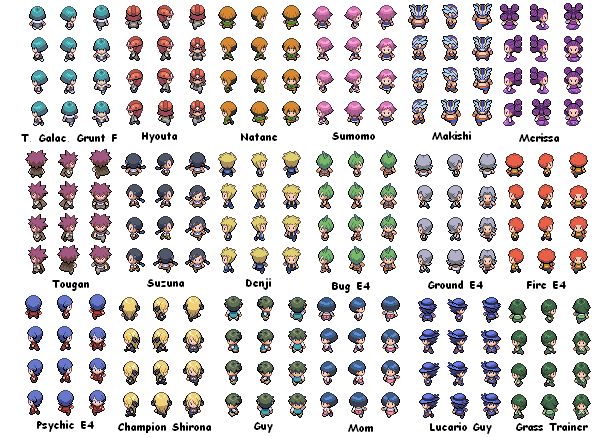 T. Galac. Grunt F
Hyouta
Natane
Sumomo
Makishi
Merissa
Tougan
Suzuna
Denji
Bug E4
Ground E4
Fire E4
Psychic E4
Champion Shirona
Guy
Mom
Lucario Guy
Grass Trainer